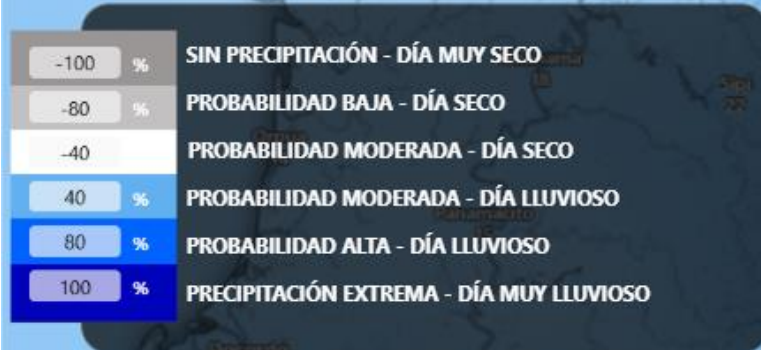 -100 % SIN PRECIPITACIÓN - DÍA MUY SECO
-80 % PROBABILIDAD BAJA - DÍA SECO
-40 PROBABILIDAD MODERADA - DÍA SECO
40 % PROBABILIDAD MODERADA - DÍA LLUVIOSO
80 % PROBABILIDAD ALTA - DÍA LLUVIOSO
100 % PRECIPITACIÓN EXTREMA - DÍA MUY LLUVIOSO